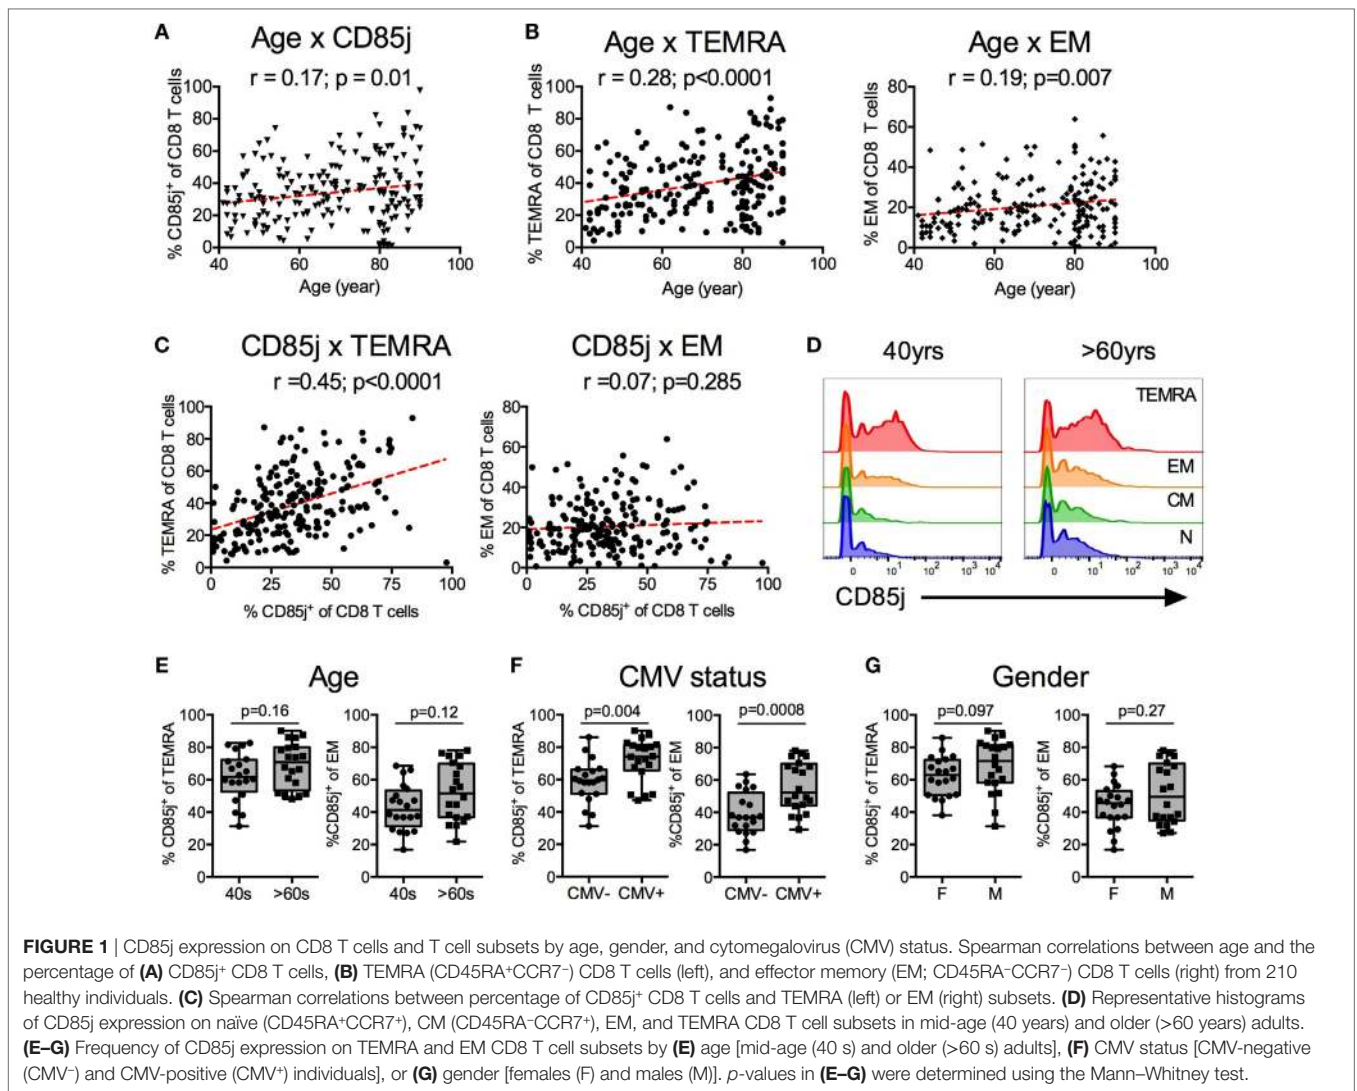 A
Age x CD85j
r = 0.17; p = 0.01
% CD85j⁺ of CD8 T cells
100
80
60
40
20
0
40 60 80 100
Age (year)
B
Age x TEMRA
r = 0.28; p<0.0001
% TEMRA of CD8 T cells
100
80
60
40
20
0
40 60 80 100
Age (year)
Age x EM
r = 0.19; p=0.007
% EM of CD8 T cells
80
60
40
20
0
40 60 80 100
Age (year)
C
CD85j x TEMRA
r =0.45; p<0.0001
% TEMRA of CD8 T cells
100
80
60
40
20
0
0 25 50 75 100
% CD85j⁺ of CD8 T cells
CD85j x EM
r =0.07; p=0.285
% EM of CD8 T cells
80
60
40
20
0
0 25 50 75 100
% CD85j⁺ of CD8 T cells
D
40yrs >60yrs
TEMRA
EM
CM
N
0 10¹ 10² 10³ 10⁴
0 10¹ 10² 10³ 10⁴
CD85j
E
Age
p=0.16
% CD85j⁺ of TEMRA
100
80
60
40
20
0
40s >60s
p=0.12
%CD85j⁺ of EM
100
80
60
40
20
0
40s >60s
F
CMV status
p=0.004
% CD85j⁺ of TEMRA
100
80
60
40
20
0
CMV- CMV+
p=0.0008
%CD85j⁺ of EM
100
80
60
40
20
0
CMV- CMV+
G
Gender
p=0.097
% CD85j⁺ of TEMRA
100
80
60
40
20
0
F M
p=0.27
%CD85j⁺ of EM
100
80
60
40
20
0
F M
FIGURE 1 | CD85j expression on CD8 T cells and T cell subsets by age, gender, and cytomegalovirus (CMV) status. Spearman correlations between age and the
percentage of (A) CD85j⁺ CD8 T cells, (B) TEMRA (CD45RA⁺CCR7⁻) CD8 T cells (left), and effector memory (EM; CD45RA⁻CCR7⁻) CD8 T cells (right) from 210
healthy individuals. (C) Spearman correlations between percentage of CD85j⁺ CD8 T cells and TEMRA (left) or EM (right) subsets. (D) Representative histograms
of CD85j expression on naïve (CD45RA⁺CCR7⁺), CM (CD45RA⁻CCR7⁺), EM, and TEMRA CD8 T cell subsets in mid-age (40 years) and older (>60 years) adults.
(E–G) Frequency of CD85j expression on TEMRA and EM CD8 T cell subsets by (E) age [mid-age (40 s) and older (>60 s) adults], (F) CMV status [CMV-negative
(CMV⁻) and CMV-positive (CMV⁺) individuals], or (G) gender [females (F) and males (M)]. p-values in (E–G) were determined using the Mann–Whitney test.